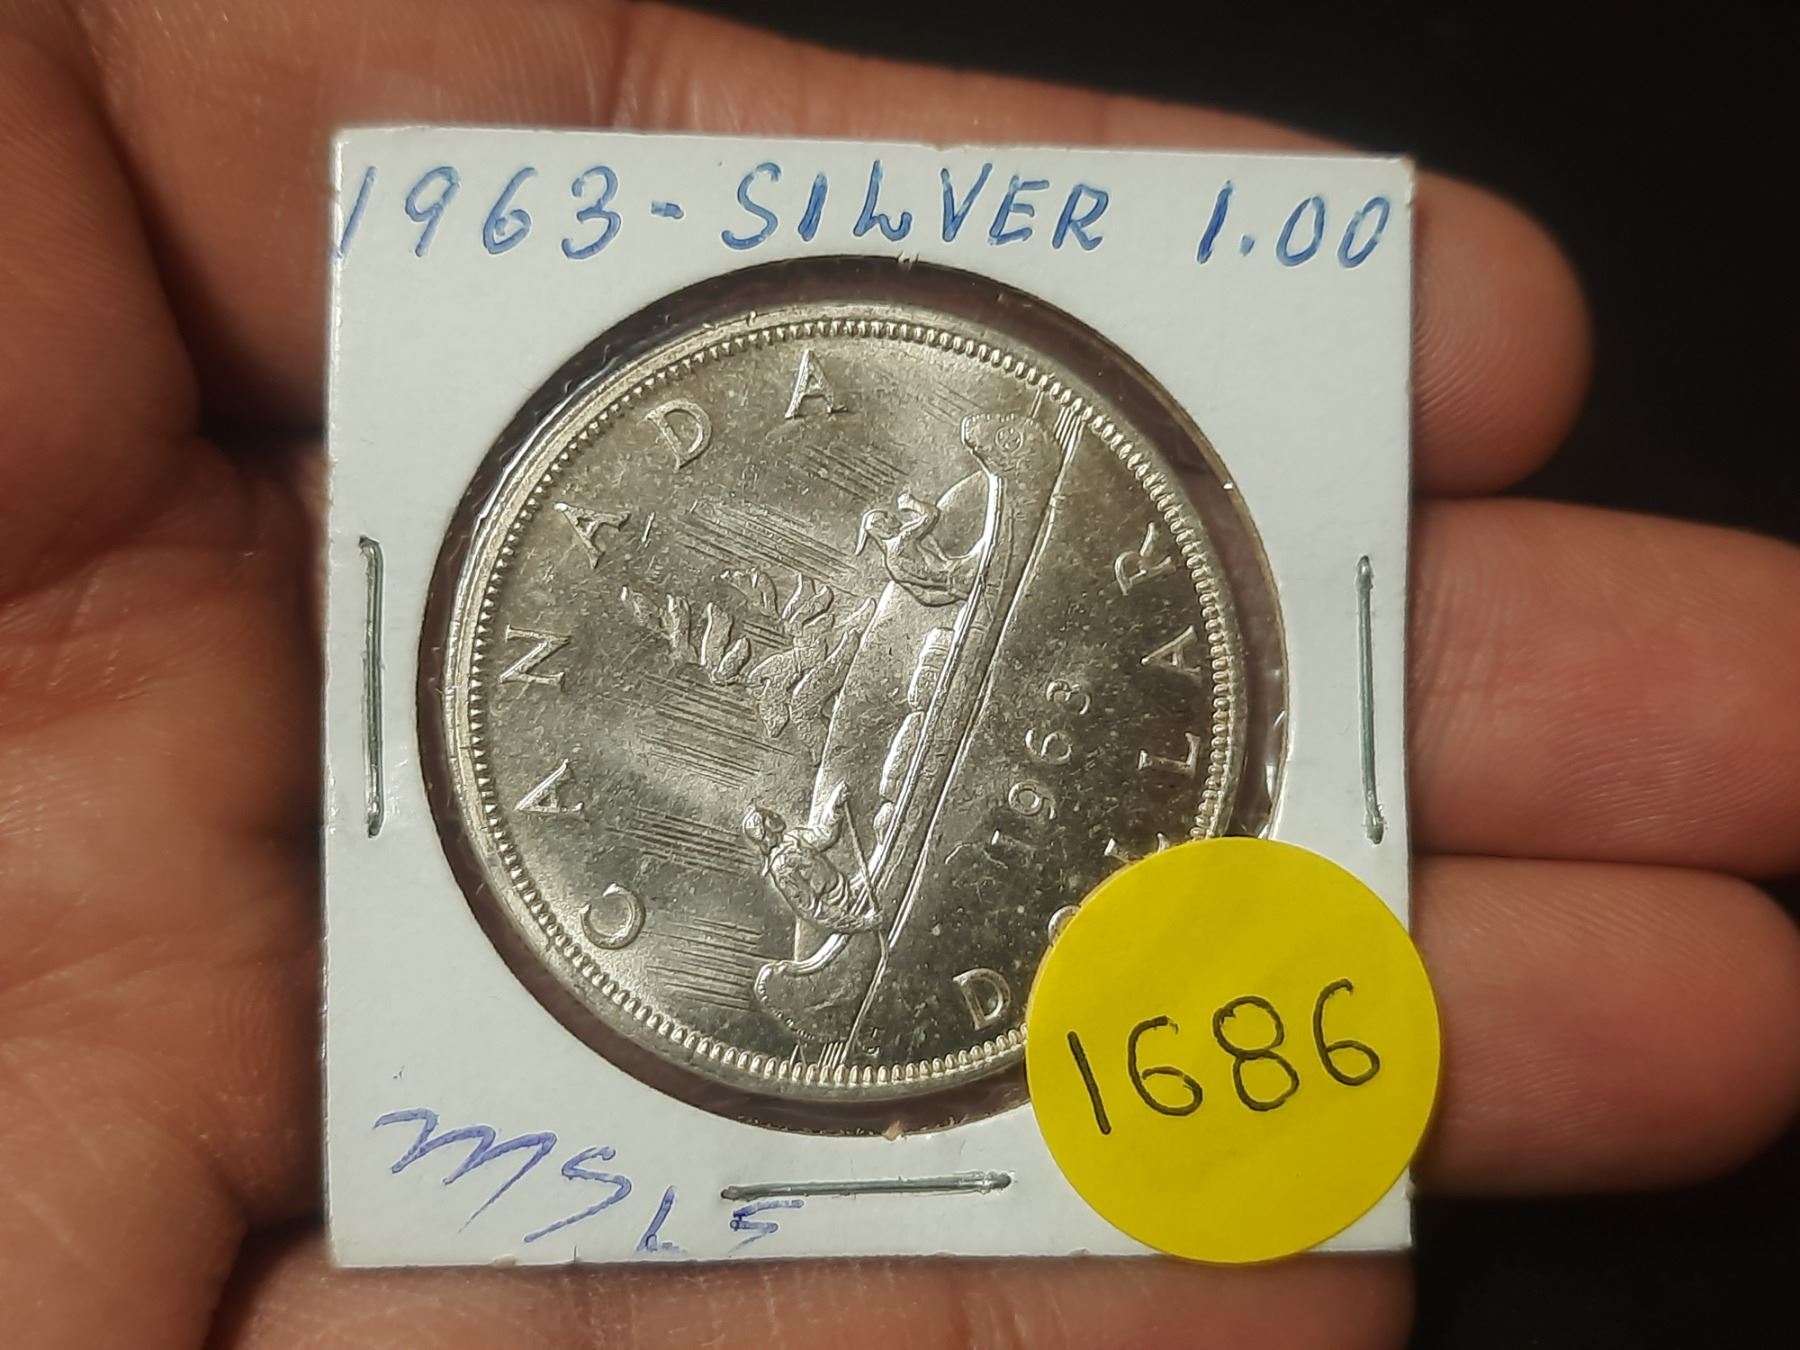 1963-SILVER 1.00
CANADA
1963
DOLLAR
MS65
1686